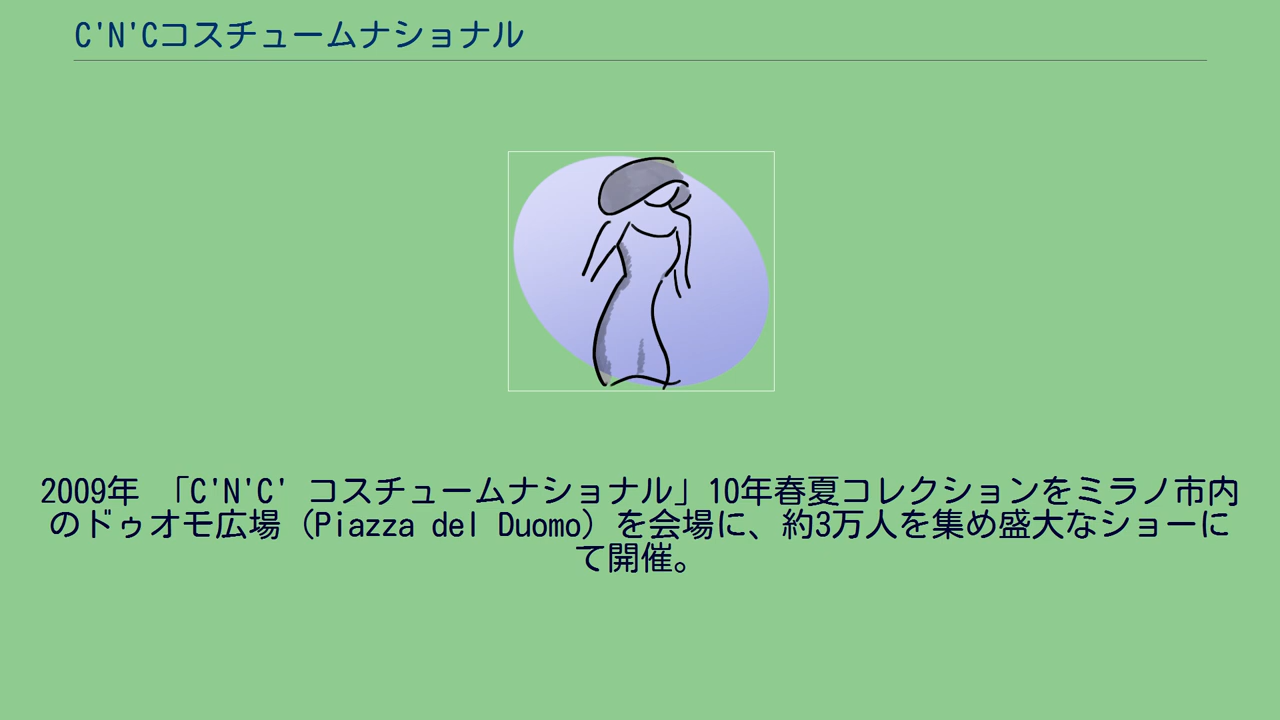 C'N'Cコスチュームナショナル
2009年 「C'N'C' コスチュームナショナル」10年春夏コレクションをミラノ市内
のドゥオモ広場（Piazza del Duomo）を会場に、約3万人を集め盛大なショーに
て開催。